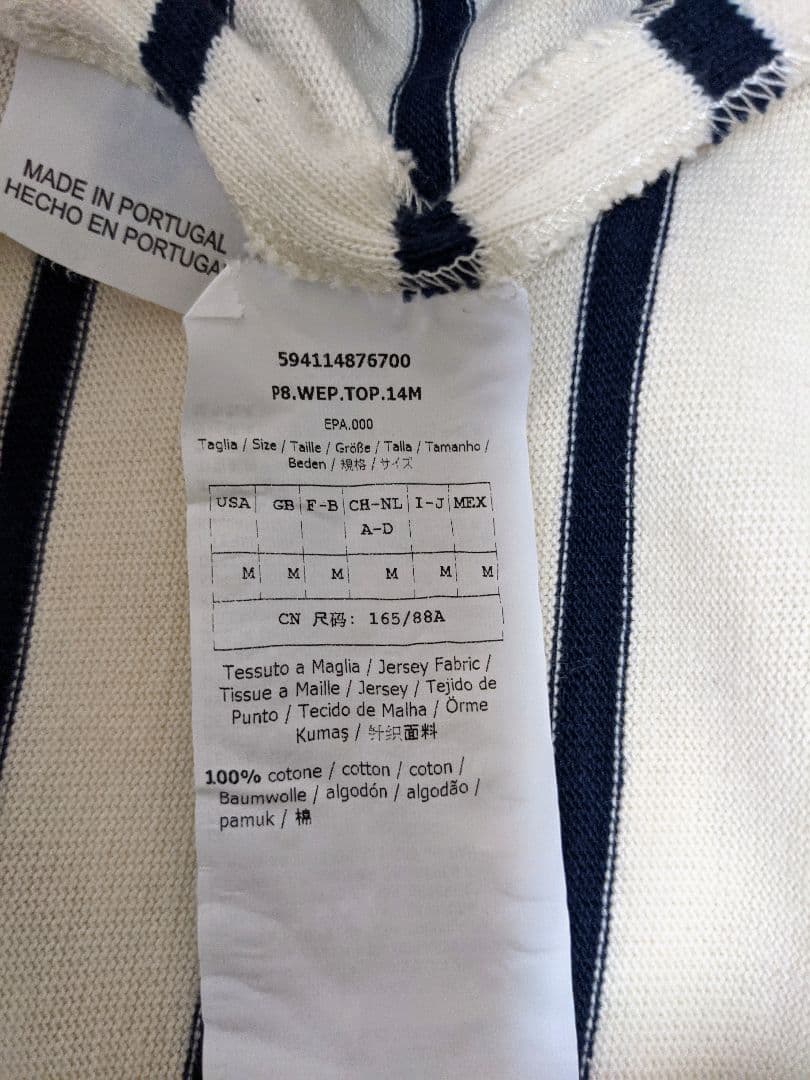 MADE IN PORTUGAL
HECHO EN PORTUGAL
594114876700
P8.WEP.TOP.14M
EPA.000
Taglia / Size / Taille / Größe / Talla / Tamanho /
Beden / 規格 / サイズ
USA GB F-B CH-NL I-J MEX
A-D
M M M M M M
CN 尺码: 165/88A
Tessuto a Maglia / Jersey Fabric /
Tissue a Maille / Jersey / Tejido de
Punto / Tecido de Malha / Örme
Kumaş / 针织面料
100% cotone / cotton / coton /
Baumwolle / algodón / algodão /
pamuk / 棉